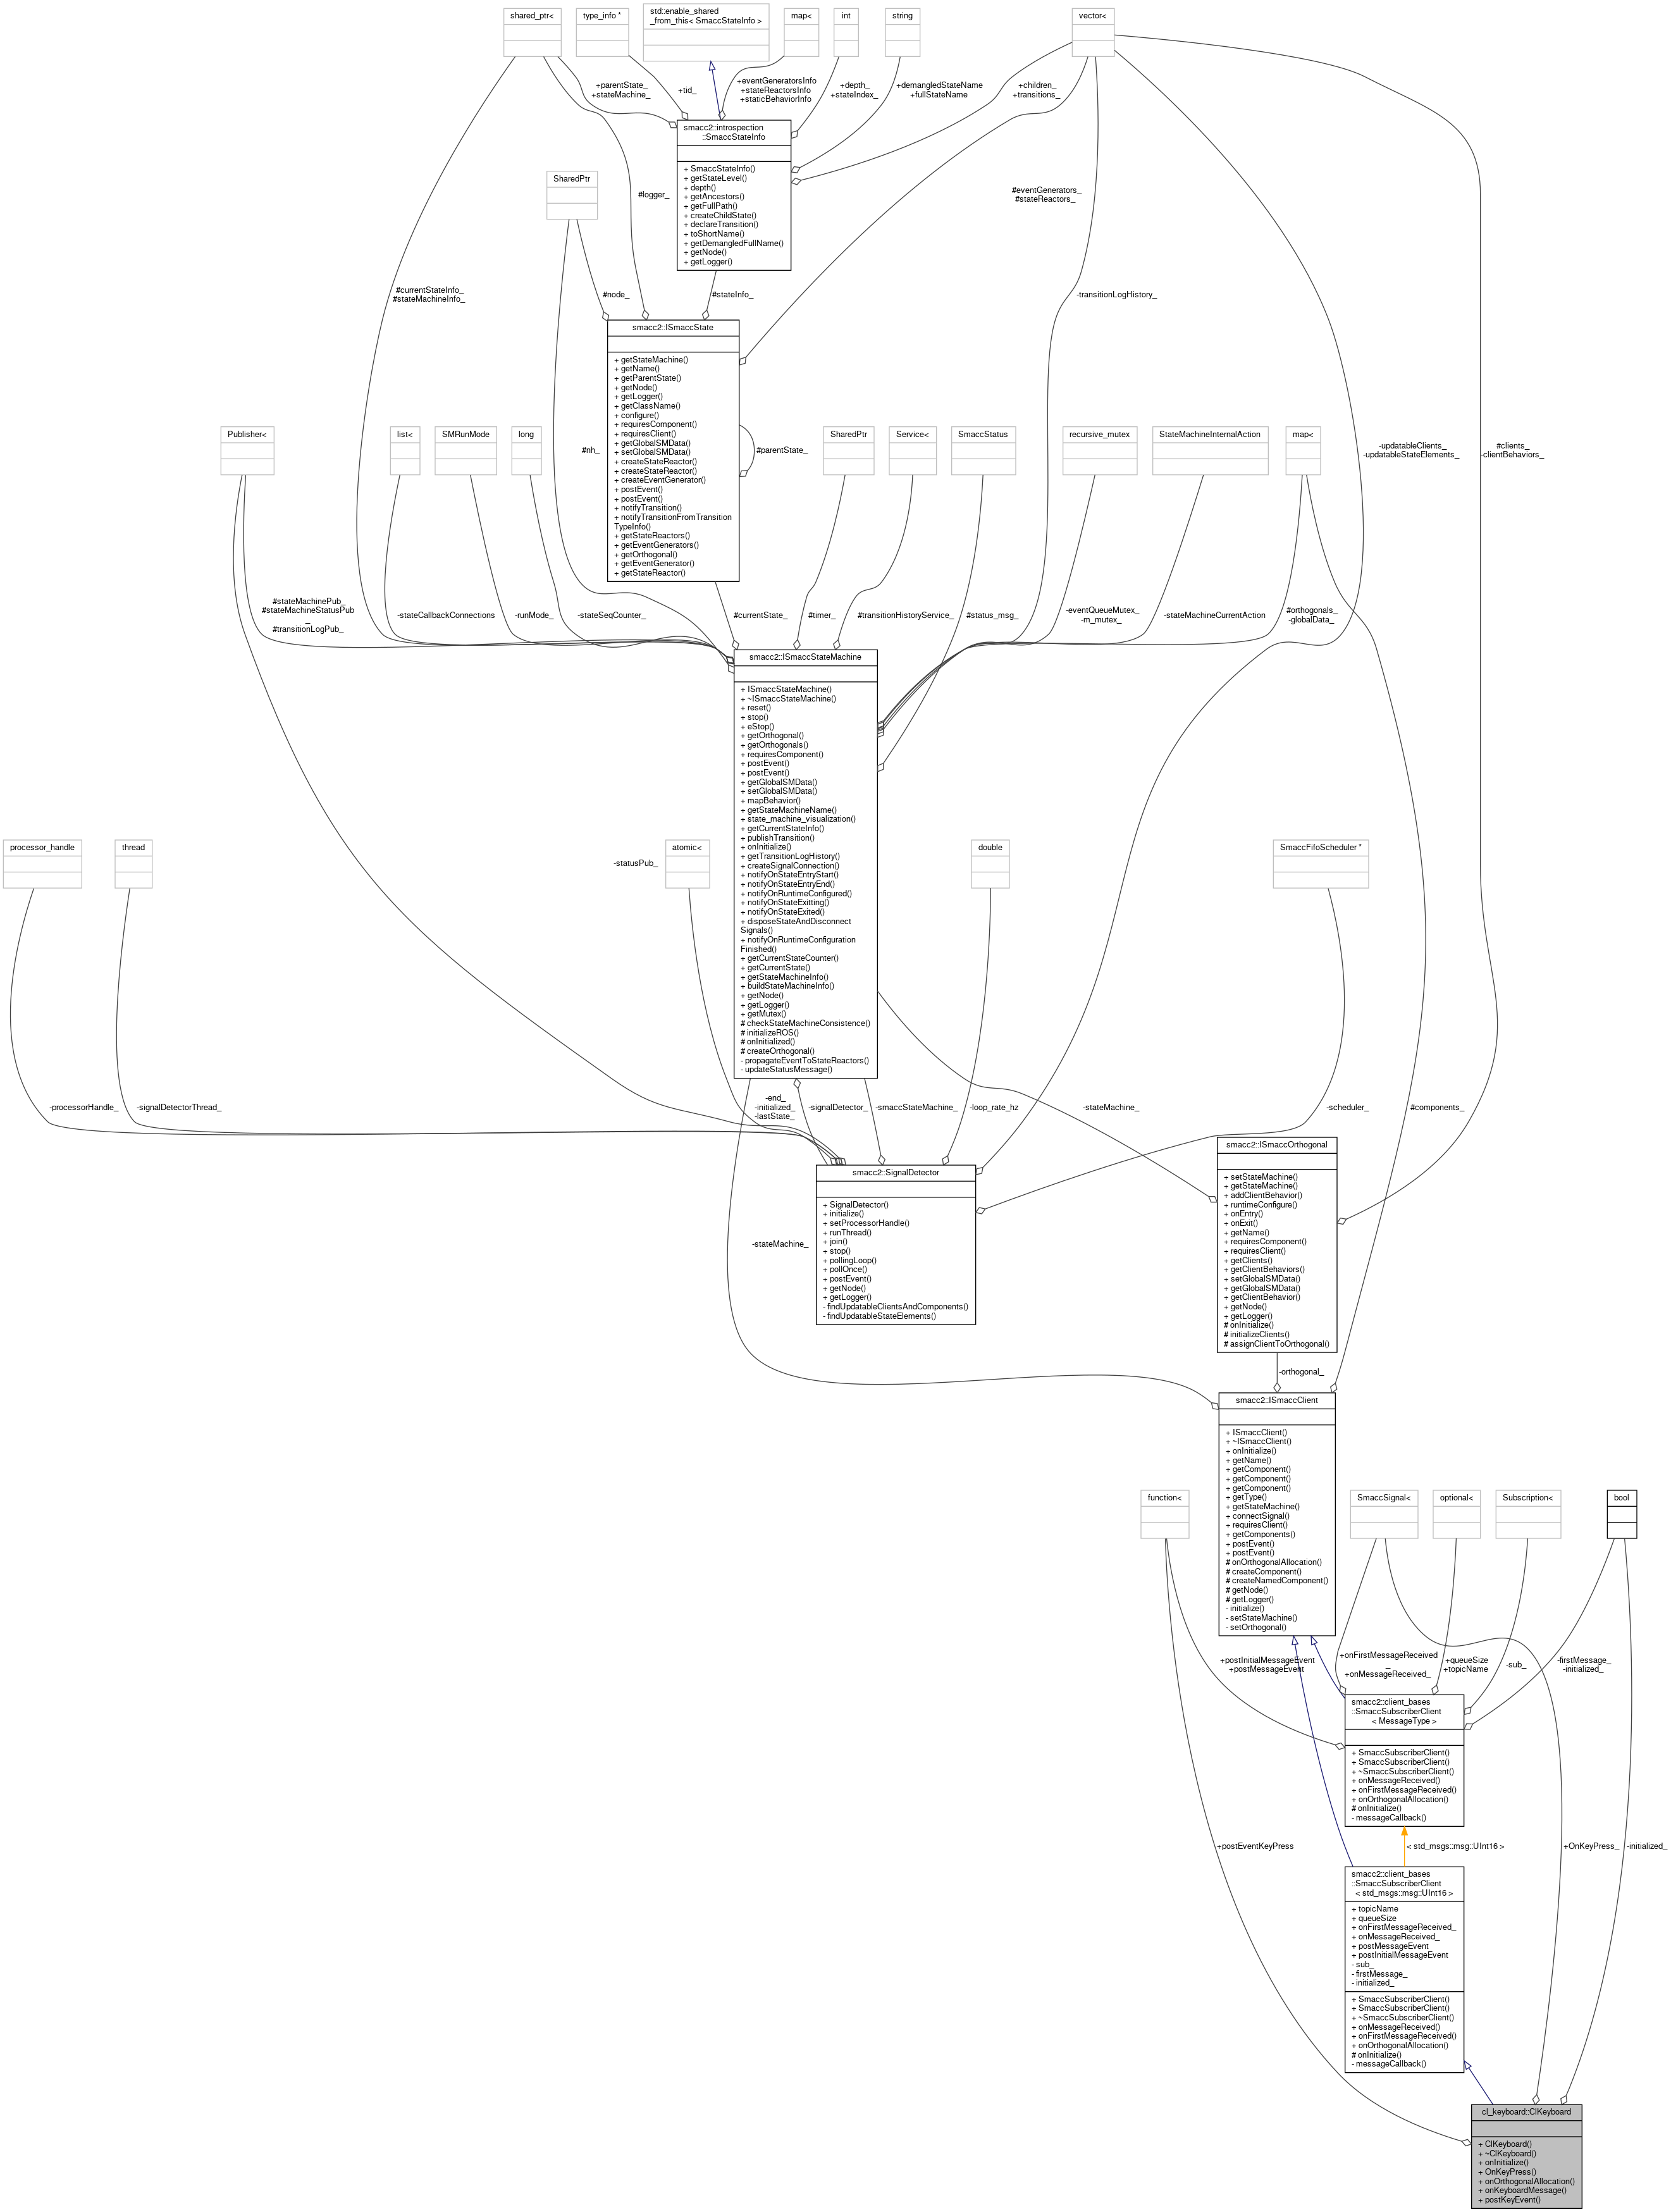 shared_ptr<
type_info *
std::enable_shared
_from_this< SmaccStateInfo >
map<
int
string
vector<
+parentState_
+stateMachine_
+tid_
+eventGeneratorsInfo
+stateReactorsInfo
+staticBehaviorInfo
+depth_
+stateIndex_
+demangledStateName
+fullStateName
+children_
+transitions_
smacc2::introspection
::SmaccStateInfo
+ SmaccStateInfo()
+ getStateLevel()
+ depth()
+ getAncestors()
+ getFullPath()
+ createChildState()
+ declareTransition()
+ toShortName()
+ getDemangledFullName()
+ getNode()
+ getLogger()
SharedPtr
#logger_
#eventGenerators_
#stateReactors_
#currentStateInfo_
#stateMachineInfo_
#node_
#stateInfo_
-transitionLogHistory_
smacc2::ISmaccState
+ getStateMachine()
+ getName()
+ getParentState()
+ getNode()
+ getLogger()
+ getClassName()
+ configure()
+ requiresComponent()
+ requiresClient()
+ getGlobalSMData()
+ setGlobalSMData()
+ createStateReactor()
+ createStateReactor()
+ createEventGenerator()
+ postEvent()
+ postEvent()
+ notifyTransition()
+ notifyTransitionFromTransition
TypeInfo()
+ getStateReactors()
+ getEventGenerators()
+ getOrthogonal()
+ getEventGenerator()
+ getStateReactor()
#parentState_
#nh_
Publisher<
list<
SMRunMode
long
SharedPtr
Service<
SmaccStatus
recursive_mutex
StateMachineInternalAction
map<
-updatableClients_
-updatableStateElements_
#clients_
-clientBehaviors_
#stateMachinePub_
#stateMachineStatusPub
_
#transitionLogPub_
-stateCallbackConnections
-runMode_
-stateSeqCounter_
#currentState_
#timer_
#transitionHistoryService_
#status_msg_
-eventQueueMutex_
-m_mutex_
-stateMachineCurrentAction
#orthogonals_
-globalData_
smacc2::ISmaccStateMachine
+ ISmaccStateMachine()
+ ~ISmaccStateMachine()
+ reset()
+ stop()
+ eStop()
+ getOrthogonal()
+ getOrthogonals()
+ requiresComponent()
+ postEvent()
+ postEvent()
+ getGlobalSMData()
+ setGlobalSMData()
+ mapBehavior()
+ getStateMachineName()
+ state_machine_visualization()
+ getCurrentStateInfo()
+ publishTransition()
+ onInitialize()
+ getTransitionLogHistory()
+ createSignalConnection()
+ notifyOnStateEntryStart()
+ notifyOnStateEntryEnd()
+ notifyOnRuntimeConfigured()
+ notifyOnStateExitting()
+ notifyOnStateExited()
+ disposeStateAndDisconnect
Signals()
+ notifyOnRuntimeConfiguration
Finished()
+ getCurrentStateCounter()
+ getCurrentState()
+ getStateMachineInfo()
+ buildStateMachineInfo()
+ getNode()
+ getLogger()
+ getMutex()
# checkStateMachineConsistence()
# initializeROS()
# onInitialized()
# createOrthogonal()
- propagateEventToStateReactors()
- updateStatusMessage()
processor_handle
thread
-statusPub_
atomic<
double
SmaccFifoScheduler *
-processorHandle_
-signalDetectorThread_
-end_
-initialized_
-lastState_
-signalDetector_
-smaccStateMachine_
-loop_rate_hz
-stateMachine_
-scheduler_
#components_
smacc2::SignalDetector
+ SignalDetector()
+ initialize()
+ setProcessorHandle()
+ runThread()
+ join()
+ stop()
+ pollingLoop()
+ pollOnce()
+ postEvent()
+ getNode()
+ getLogger()
- findUpdatableClientsAndComponents()
- findUpdatableStateElements()
smacc2::ISmaccOrthogonal
+ setStateMachine()
+ getStateMachine()
+ addClientBehavior()
+ runtimeConfigure()
+ onEntry()
+ onExit()
+ getName()
+ requiresComponent()
+ requiresClient()
+ getClients()
+ getClientBehaviors()
+ setGlobalSMData()
+ getGlobalSMData()
+ getClientBehavior()
+ getNode()
+ getLogger()
# onInitialize()
# initializeClients()
# assignClientToOrthogonal()
-stateMachine_
-orthogonal_
smacc2::ISmaccClient
+ ISmaccClient()
+ ~ISmaccClient()
+ onInitialize()
+ getName()
+ getComponent()
+ getComponent()
+ getComponent()
+ getType()
+ getStateMachine()
+ connectSignal()
+ requiresClient()
+ getComponents()
+ postEvent()
+ postEvent()
# onOrthogonalAllocation()
# createComponent()
# createNamedComponent()
# getNode()
# getLogger()
- initialize()
- setStateMachine()
- setOrthogonal()
function<
SmaccSignal<
optional<
Subscription<
bool
+postInitialMessageEvent
+postMessageEvent
+onFirstMessageReceived
_
+onMessageReceived_
+queueSize
+topicName
-sub_
-firstMessage_
-initialized_
smacc2::client_bases
::SmaccSubscriberClient
< MessageType >
+ SmaccSubscriberClient()
+ SmaccSubscriberClient()
+ ~SmaccSubscriberClient()
+ onMessageReceived()
+ onFirstMessageReceived()
+ onOrthogonalAllocation()
# onInitialize()
- messageCallback()
+postEventKeyPress
< std_msgs::msg::UInt16 >
+OnKeyPress_
-initialized_
smacc2::client_bases
::SmaccSubscriberClient
< std_msgs::msg::UInt16 >
+ topicName
+ queueSize
+ onFirstMessageReceived_
+ onMessageReceived_
+ postMessageEvent
+ postInitialMessageEvent
- sub_
- firstMessage_
- initialized_
+ SmaccSubscriberClient()
+ SmaccSubscriberClient()
+ ~SmaccSubscriberClient()
+ onMessageReceived()
+ onFirstMessageReceived()
+ onOrthogonalAllocation()
# onInitialize()
- messageCallback()
cl_keyboard::ClKeyboard
+ ClKeyboard()
+ ~ClKeyboard()
+ onInitialize()
+ OnKeyPress()
+ onOrthogonalAllocation()
+ onKeyboardMessage()
+ postKeyEvent()